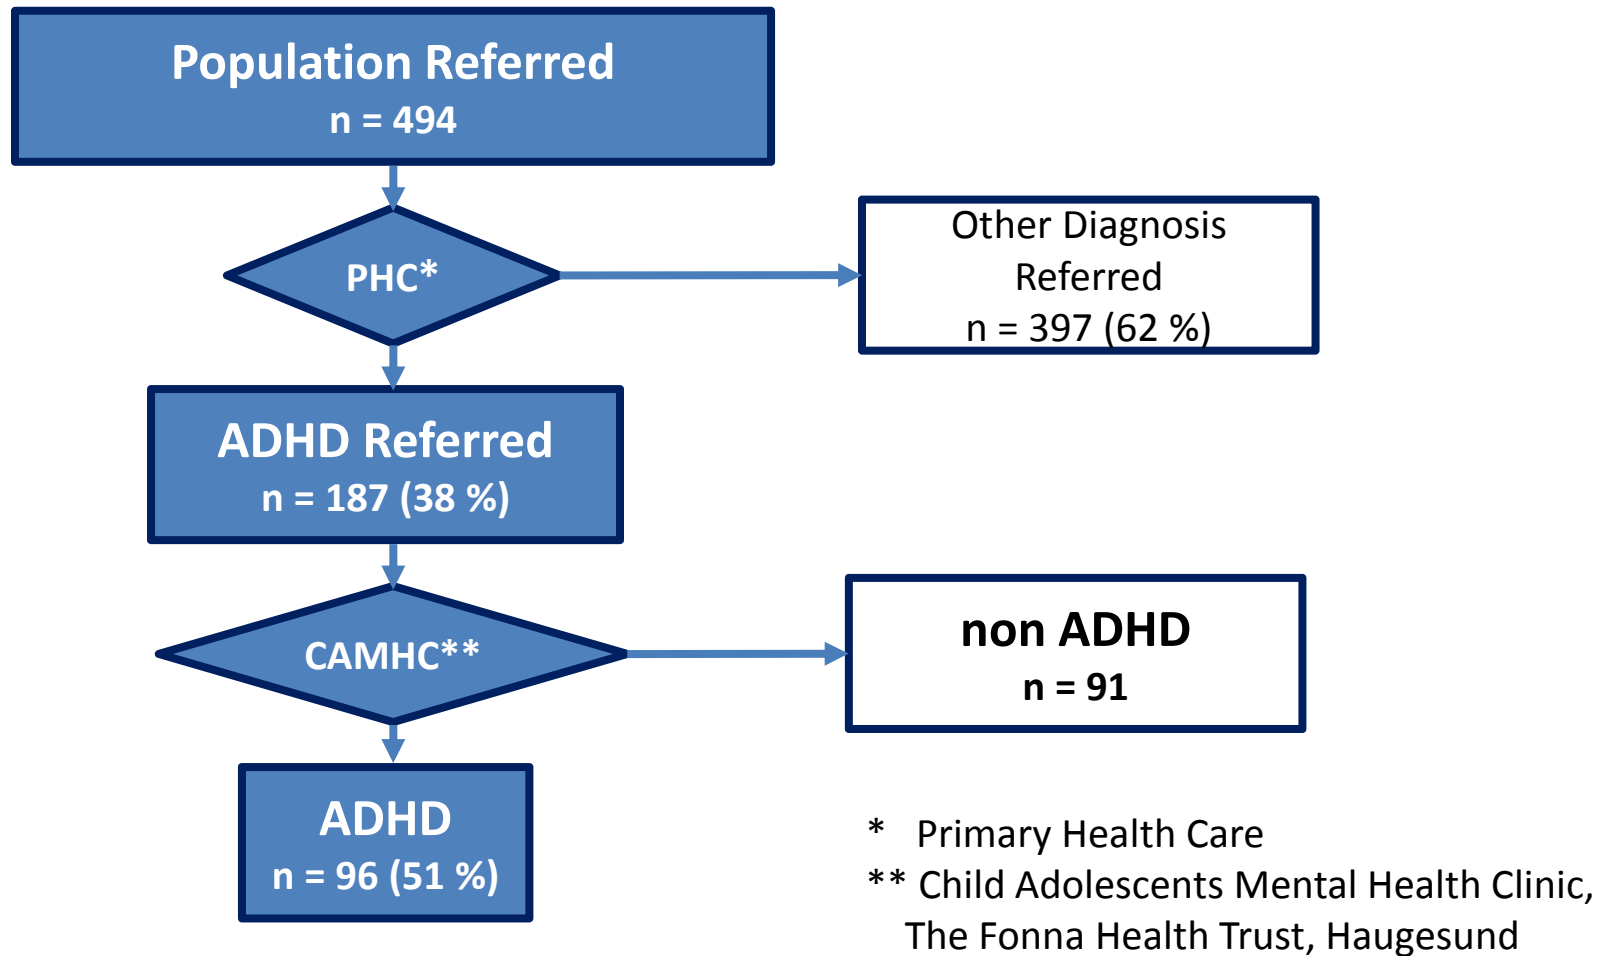 Population Referred
n = 494
PHC*
Other Diagnosis
Referred
n = 397 (62 %)
ADHD Referred
n = 187 (38 %)
CAMHC**
non ADHD
n = 91
ADHD
n = 96 (51 %)
* Primary Health Care
** Child Adolescents Mental Health Clinic,
The Fonna Health Trust, Haugesund